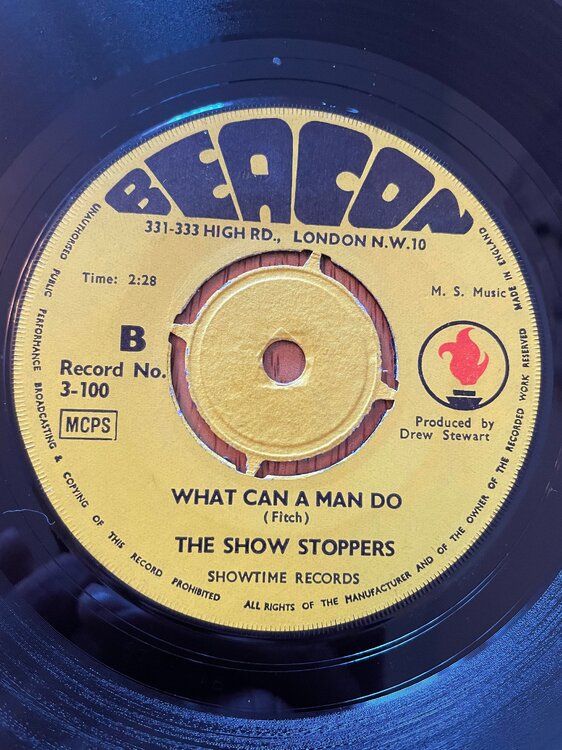 BEACON
331-333 HIGH RD., LONDON N.W.10
Time: 2:28
M. S. Music
B
Record No.
3-100
MCPS
Produced by
Drew Stewart
WHAT CAN A MAN DO
(Fitch)
THE SHOW STOPPERS
SHOWTIME RECORDS
UNAUTHORISED PUBLIC PERFORMANCE BROADCASTING & COPYING OF THIS RECORD PROHIBITED
ALL RIGHTS OF THE MANUFACTURER AND OF THE OWNER OF THE RECORDED WORK RESERVED
MADE IN ENGLAND